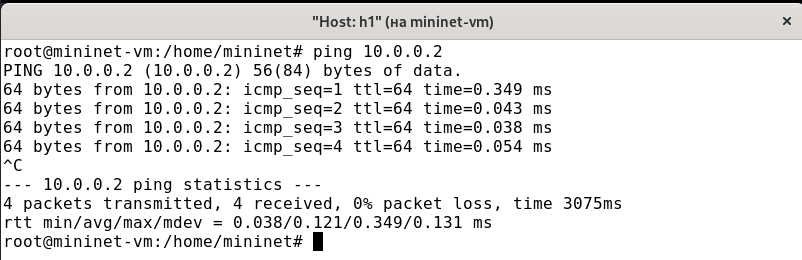 "Host: h1" (на mininet-vm)
×
root@mininet-vm:/home/mininet# ping 10.0.0.2
PING 10.0.0.2 (10.0.0.2) 56(84) bytes of data.
64 bytes from 10.0.0.2: icmp_seq=1 ttl=64 time=0.349 ms
64 bytes from 10.0.0.2: icmp_seq=2 ttl=64 time=0.043 ms
64 bytes from 10.0.0.2: icmp_seq=3 ttl=64 time=0.038 ms
64 bytes from 10.0.0.2: icmp_seq=4 ttl=64 time=0.054 ms
^C
--- 10.0.0.2 ping statistics ---
4 packets transmitted, 4 received, 0% packet loss, time 3075ms
rtt min/avg/max/mdev = 0.038/0.121/0.349/0.131 ms
root@mininet-vm:/home/mininet#